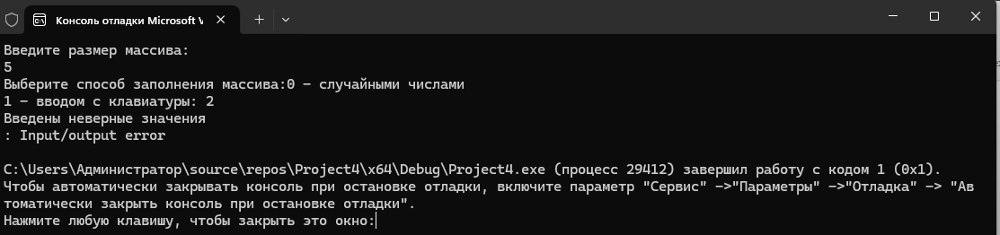 Консоль отладки Microsoft V
Введите размер массива:
5
Выберите способ заполнения массива:0 - случайными числами
1 - вводом с клавиатуры: 2
Введены неверные значения
: Input/output error
C:\Users\Администратор\source\repos\Project4\x64\Debug\Project4.exe (процесс 29412) завершил работу с кодом 1 (0x1).
Чтобы автоматически закрывать консоль при остановке отладки, включите параметр "Сервис" ->"Параметры" ->"Отладка" -> "Ав
томатически закрыть консоль при остановке отладки".
Нажмите любую клавишу, чтобы закрыть это окно: